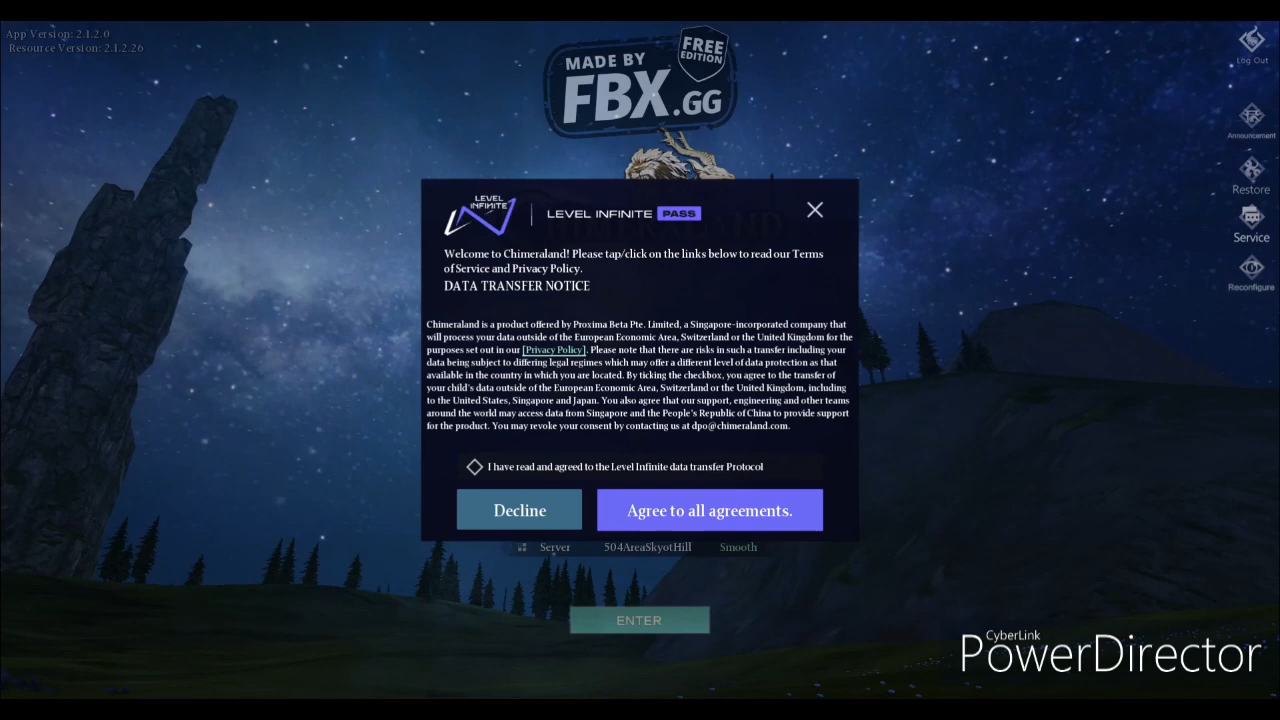 App Version: 2.1.2.0
Resource Version: 2.1.2.26
MADE BY
FBX.GG
FREE
EDITION
Log Out
Announcement
Restore
Service
Reconfigure
LEVEL
INFINITE
LEVEL INFINITE PASS
Welcome to Chimeraland! Please tap/click on the links below to read our Terms
of Service and Privacy Policy.
DATA TRANSFER NOTICE
Chimeraland is a product offered by Proxima Beta Pte. Limited, a Singapore-incorporated company that
will process your data outside of the European Economic Area, Switzerland or the United Kingdom for the
purposes set out in our [Privacy Policy]. Please note that there are risks in such a transfer including your
data being subject to differing legal regimes which may offer a different level of data protection as that
available in the country in which you are located. By ticking the checkbox, you agree to the transfer of
your child's data outside of the European Economic Area, Switzerland or the United Kingdom, including
to the United States, Singapore and Japan. You also agree that our support, engineering and other teams
around the world may access data from Singapore and the People's Republic of China to provide support
for the product. You may revoke your consent by contacting us at dpo@chimeraland.com.
I have read and agreed to the Level Infinite data transfer Protocol
Decline
Agree to all agreements.
Server 504AreaSkyotHill Smooth
ENTER
CyberLink
PowerDirector